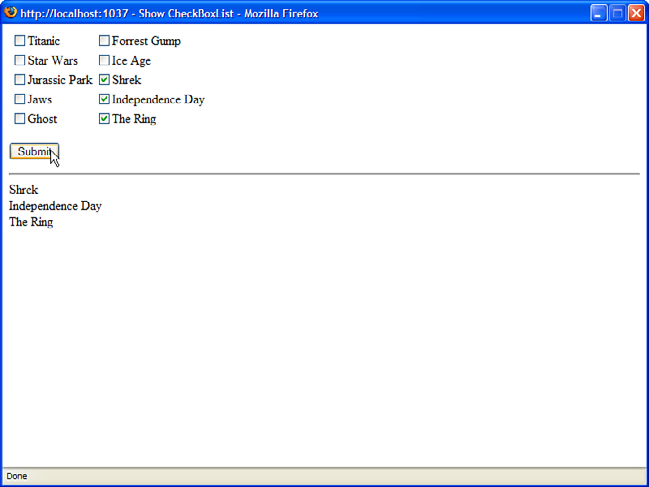 http://localhost:1037 - Show CheckBoxList - Mozilla Firefox
Titanic Forrest Gump
Star Wars Ice Age
Jurassic Park Shrek
Jaws Independence Day
Ghost The Ring
Submit
Shrek
Independence Day
The Ring
Done